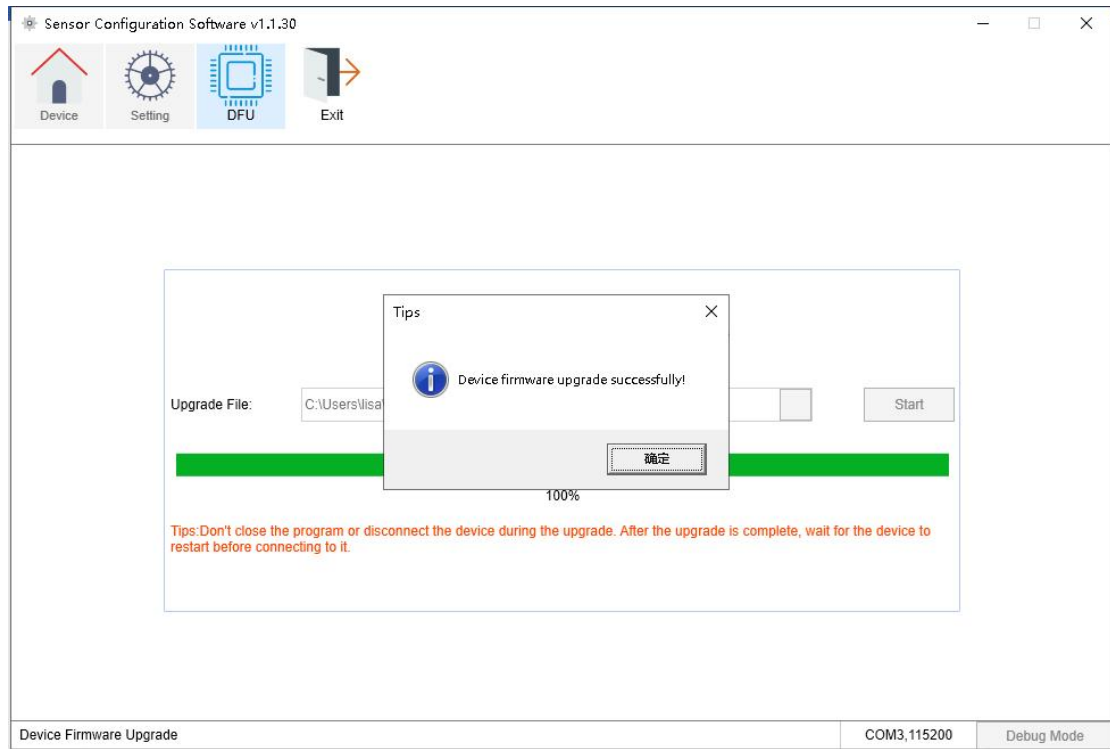 Sensor Configuration Software v1.1.30
Device
Setting
DFU
Exit
Tips
Device firmware upgrade successfully!
确定
Upgrade File:
C:\Users\lisa\
Start
100%
Tips:Don't close the program or disconnect the device during the upgrade. After the upgrade is complete, wait for the device to
restart before connecting to it.
Device Firmware Upgrade
COM3,115200
Debug Mode